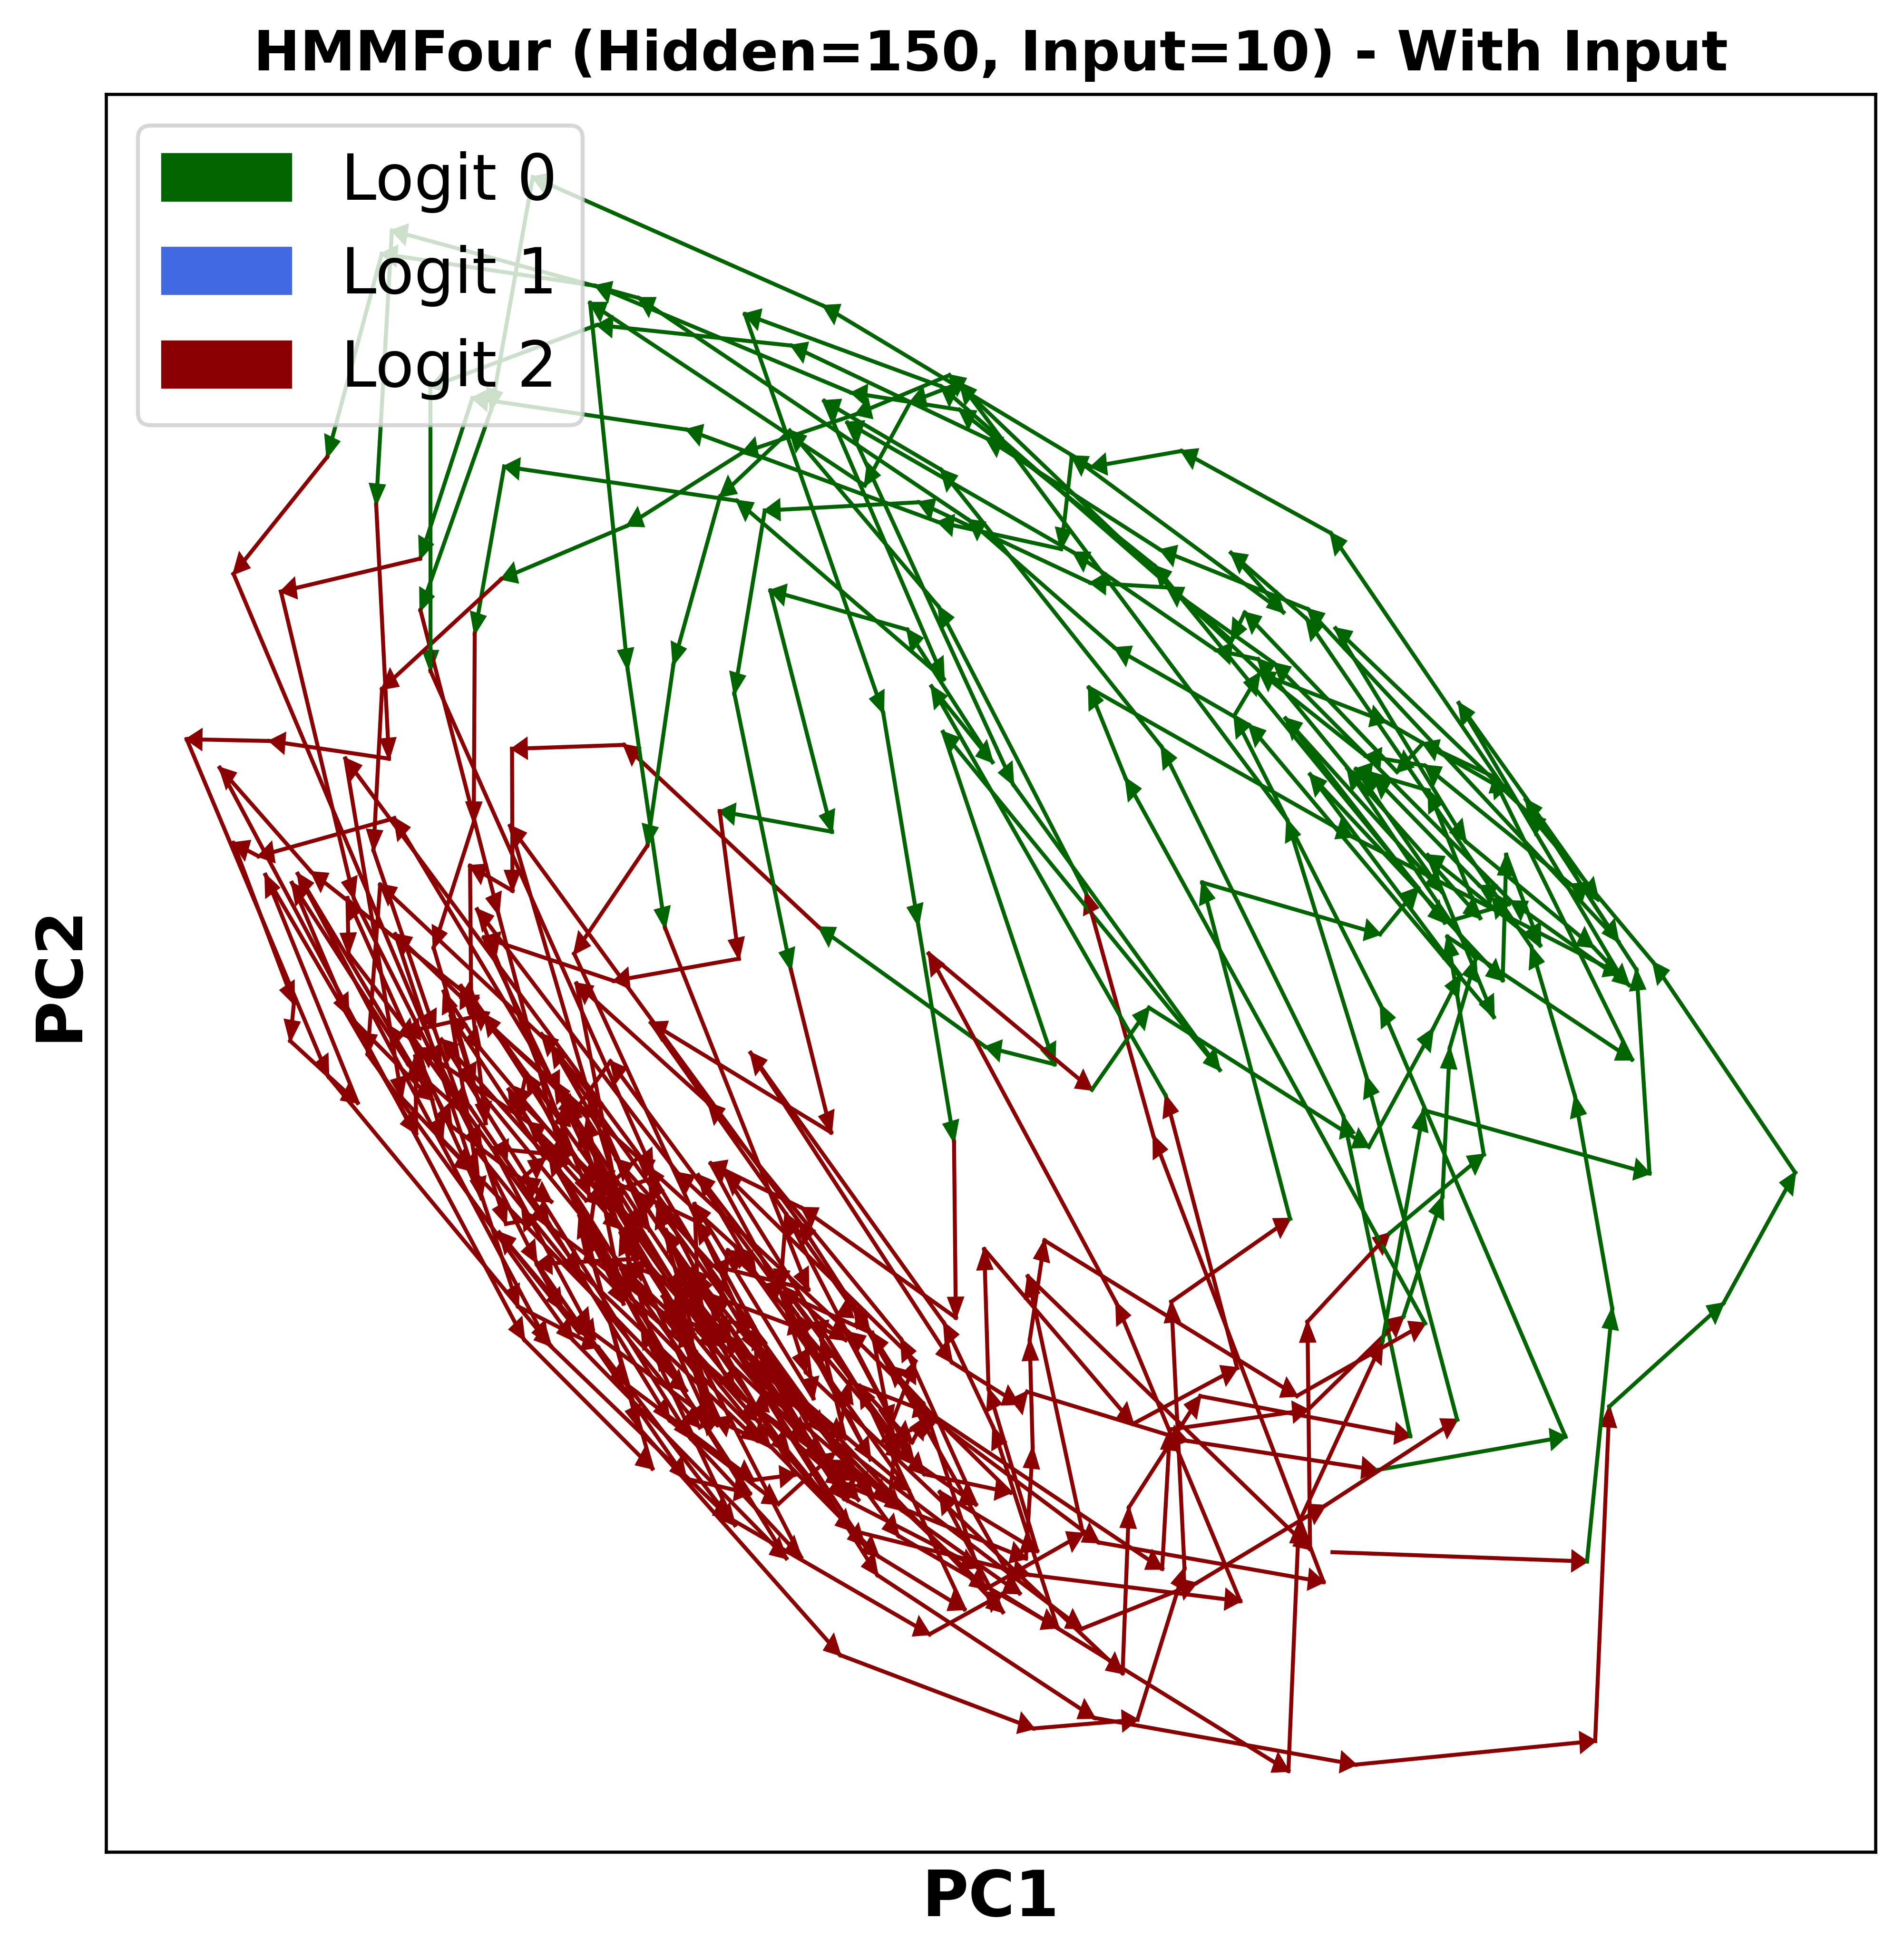 HMMFour (Hidden=150, Input=10) - With Input
Logit 0
Logit 1
Logit 2
PC2
PC1